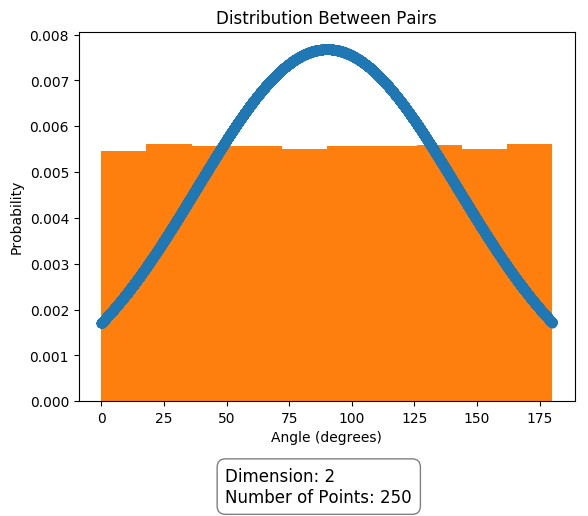 Distribution Between Pairs
0.008
0.007
0.006
0.005
0.004
0.003
0.002
0.001
0.000
Probability
0 25 50 75 100 125 150 175
Angle (degrees)
Dimension: 2
Number of Points: 250